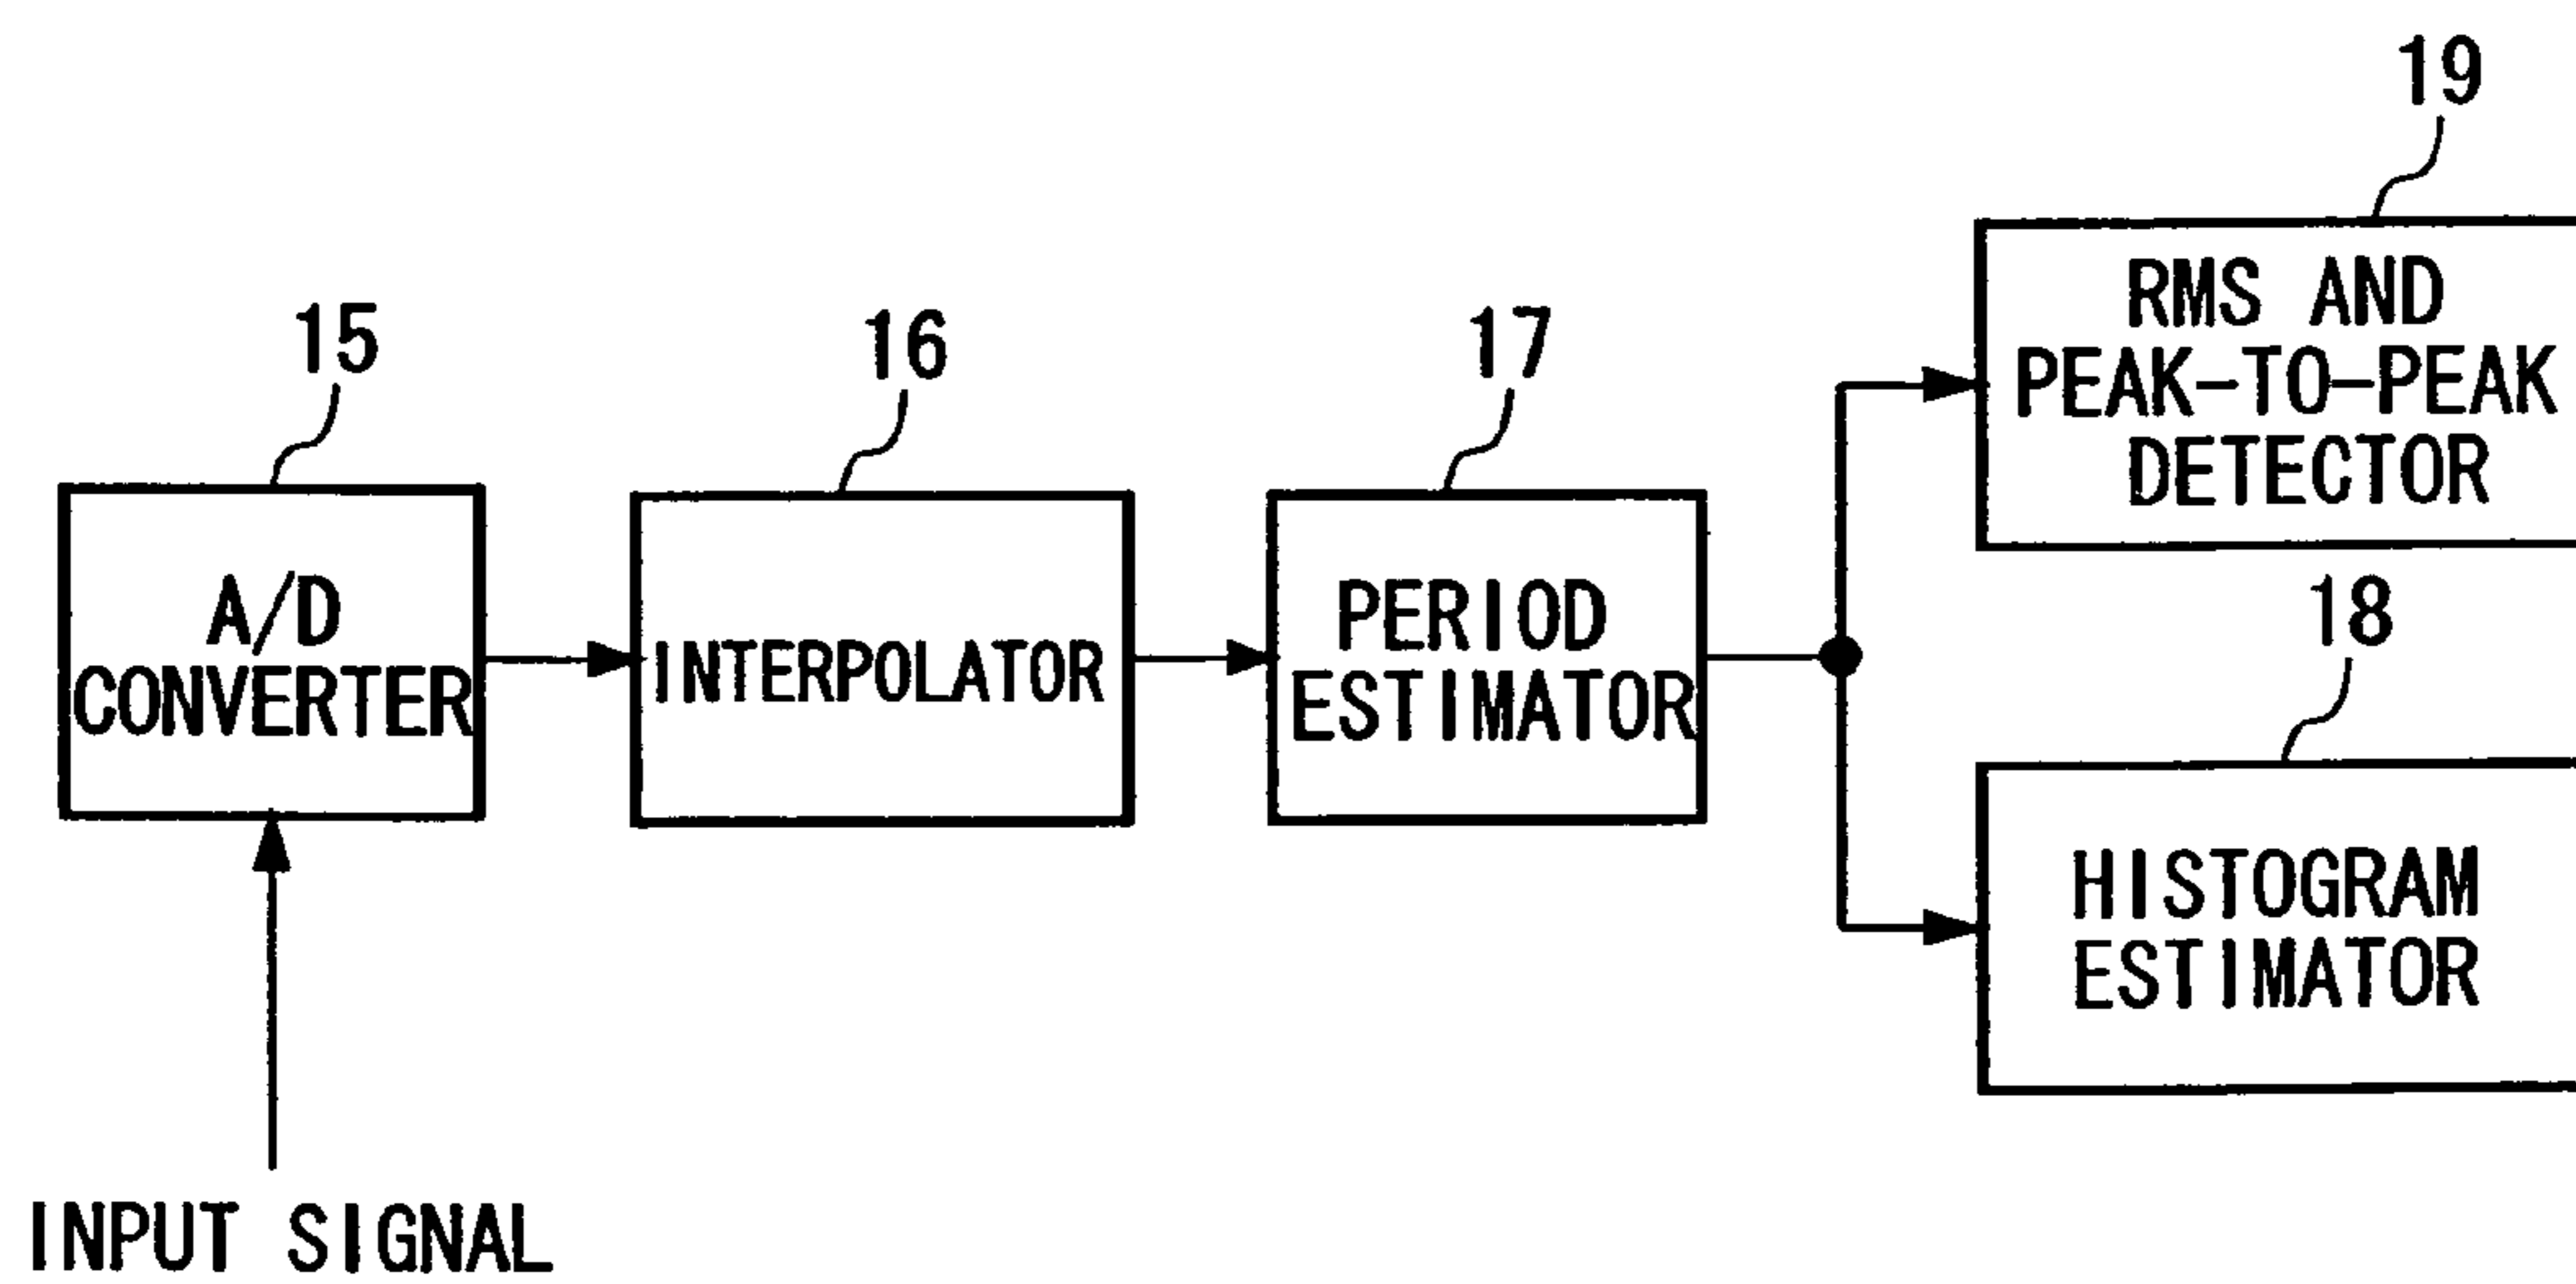 19
RMS AND
PEAK-TO-PEAK
DETECTOR
15
A/D
CONVERTER
16
INTERPOLATOR
17
PERIOD
ESTIMATOR
18
HISTOGRAM
ESTIMATOR
INPUT SIGNAL